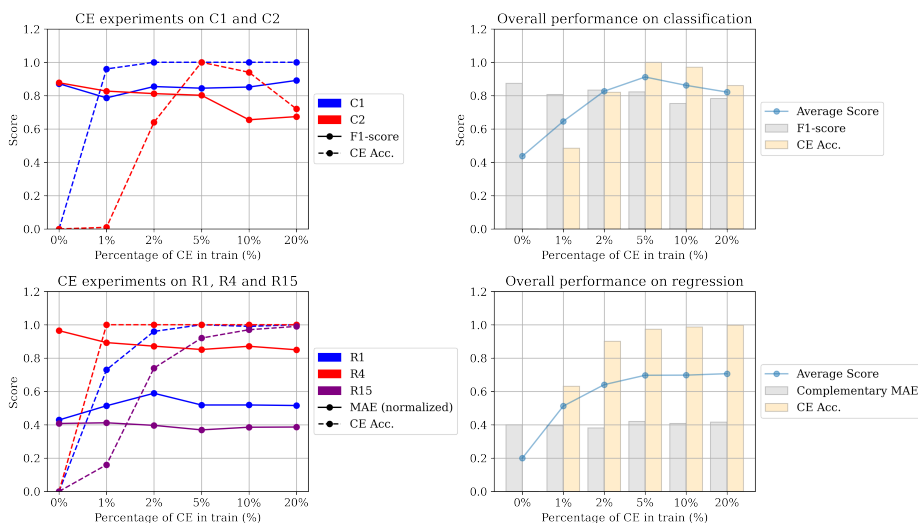 CE experiments on C1 and C2
1.2
1.0
0.8
0.6
0.4
0.2
0.0
Score
0%
1%
2%
5%
10%
20%
Percentage of CE in train (%)
C1
C2
F1-score
CE Acc.
Overall performance on classification
1.2
1.0
0.8
0.6
0.4
0.2
0.0
Score
0%
1%
2%
5%
10%
20%
Percentage of CE in train (%)
Average Score
F1-score
CE Acc.
CE experiments on R1, R4 and R15
1.2
1.0
0.8
0.6
0.4
0.2
0.0
Score
0%
1%
2%
5%
10%
20%
Percentage of CE in train (%)
R1
R4
R15
MAE (normalized)
CE Acc.
Overall performance on regression
1.2
1.0
0.8
0.6
0.4
0.2
0.0
Score
0%
1%
2%
5%
10%
20%
Percentage of CE in train (%)
Average Score
Complementary MAE
CE Acc.